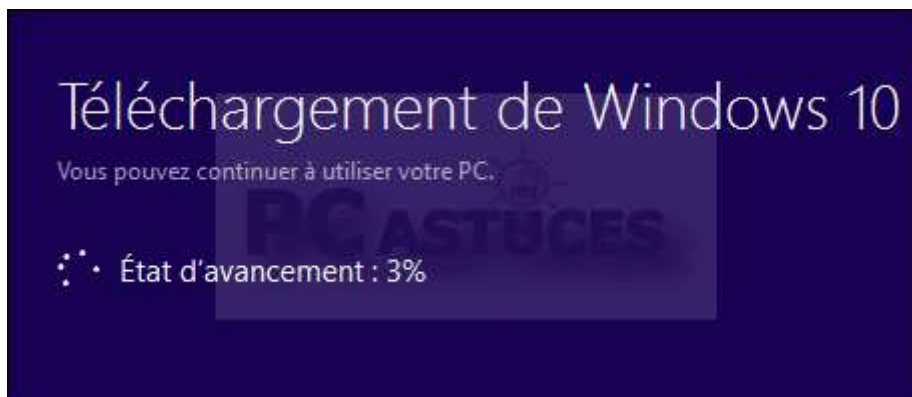 Téléchargement de Windows 10
Vous pouvez continuer à utiliser votre PC.
PC ASTUCES
État d'avancement : 3%